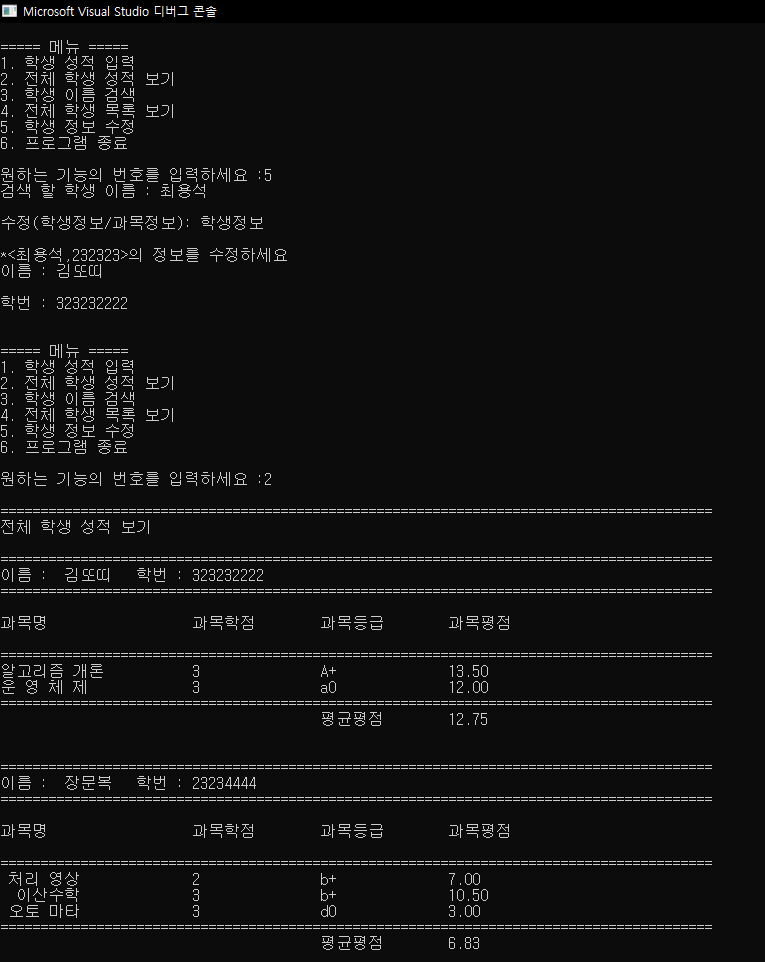 Microsoft Visual Studio 디버그 콘솔
===== 메뉴 =====
1. 학생 성적 입력
2. 전체 학생 성적 보기
3. 학생 이름 검색
4. 전체 학생 목록 보기
5. 학생 정보 수정
6. 프로그램 종료
원하는 기능의 번호를 입력하세요 :5
검색 할 학생 이름 : 최용석
수정(학생정보/과목정보): 학생정보
*<최용석,232323>의 정보를 수정하세요
이름 : 김또띠
학번 : 323232222
===== 메뉴 =====
1. 학생 성적 입력
2. 전체 학생 성적 보기
3. 학생 이름 검색
4. 전체 학생 목록 보기
5. 학생 정보 수정
6. 프로그램 종료
원하는 기능의 번호를 입력하세요 :2
=========================================================================================
전체 학생 성적 보기
=========================================================================================
이름 :  김또띠   학번 : 323232222
=========================================================================================
과목명 과목학점 과목등급 과목평점
=========================================================================================
알고리즘 개론 3 A+ 13.50
운 영 체 제 3 a0 12.00
=========================================================================================
평균평점 12.75
=========================================================================================
이름 :  장문복   학번 : 23234444
=========================================================================================
과목명 과목학점 과목등급 과목평점
=========================================================================================
처리 영상 2 b+ 7.00
이산수학 3 b+ 10.50
오토 마타 3 d0 3.00
=========================================================================================
평균평점 6.83